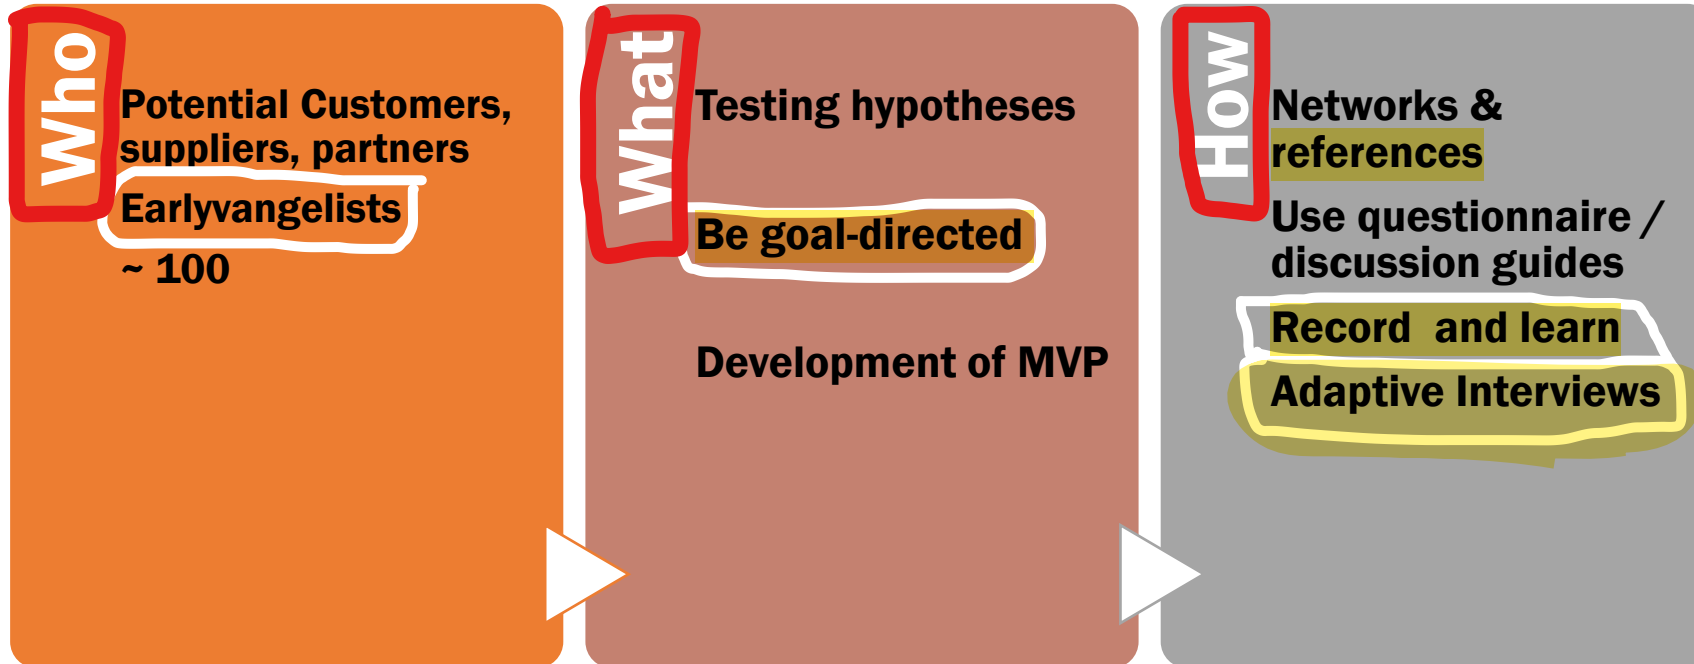 Who
Potential Customers,
suppliers, partners
Earlyvangelists
~ 100
What
Testing hypotheses
Be goal-directed
Development of MVP
How
Networks &
references
Use questionnaire /
discussion guides
Record  and learn
Adaptive Interviews